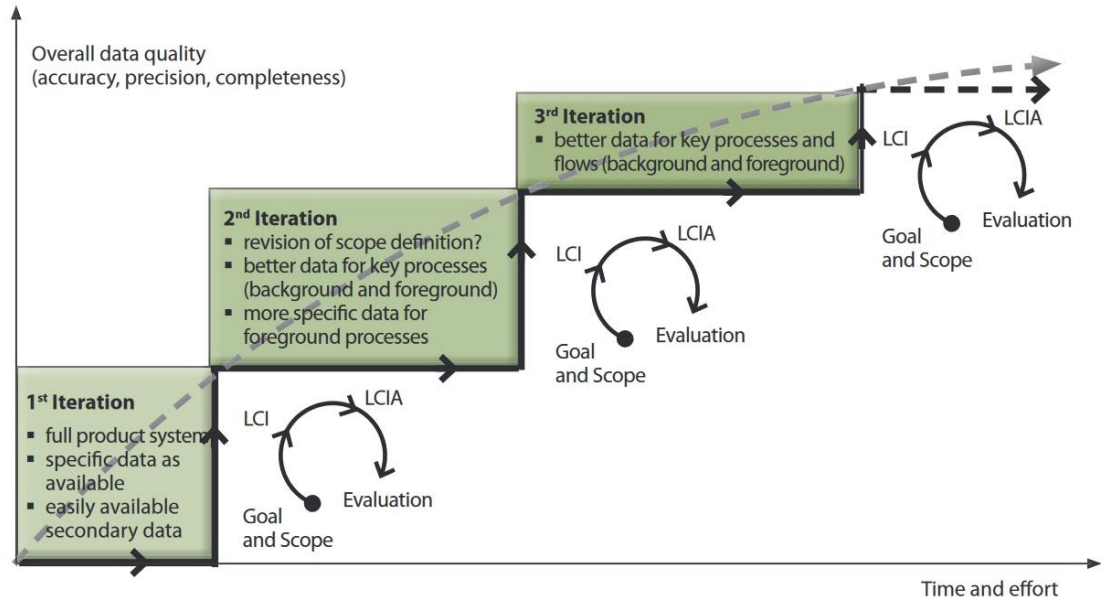 Overall data quality
(accuracy, precision, completeness)
3rd Iteration
▪ better data for key processes and
flows (background and foreground)
LCI
LCIA
Evaluation
Goal
and Scope
2nd Iteration
▪ revision of scope definition?
▪ better data for key processes
(background and foreground)
▪ more specific data for
foreground processes
LCI
LCIA
Evaluation
Goal
and Scope
1st Iteration
▪ full product system
▪ specific data as
available
▪ easily available
secondary data
LCI
LCIA
Evaluation
Goal
and Scope
Time and effort